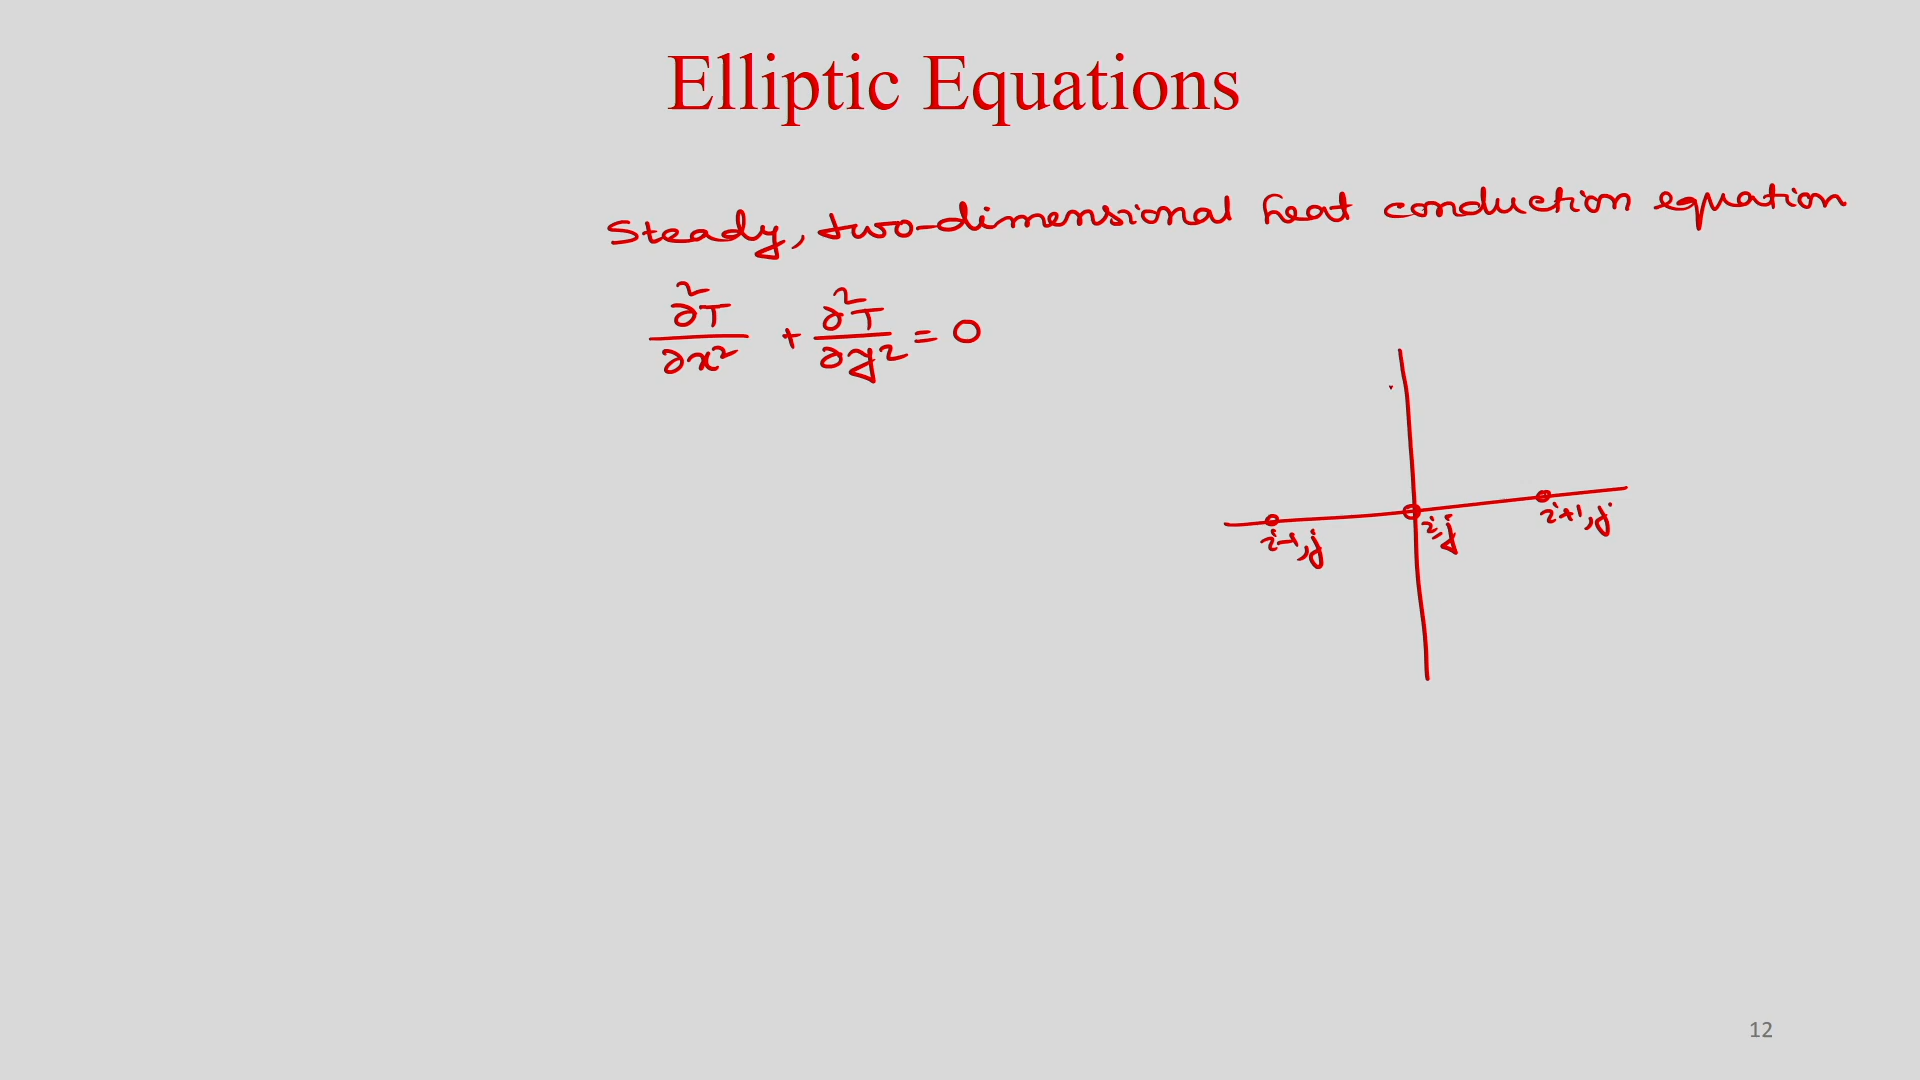 Elliptic Equations
Steady, two-dimensional heat conduction equation
∂²T/∂x² + ∂²T/∂y² = 0
i-1,j i,j i+1,j
12